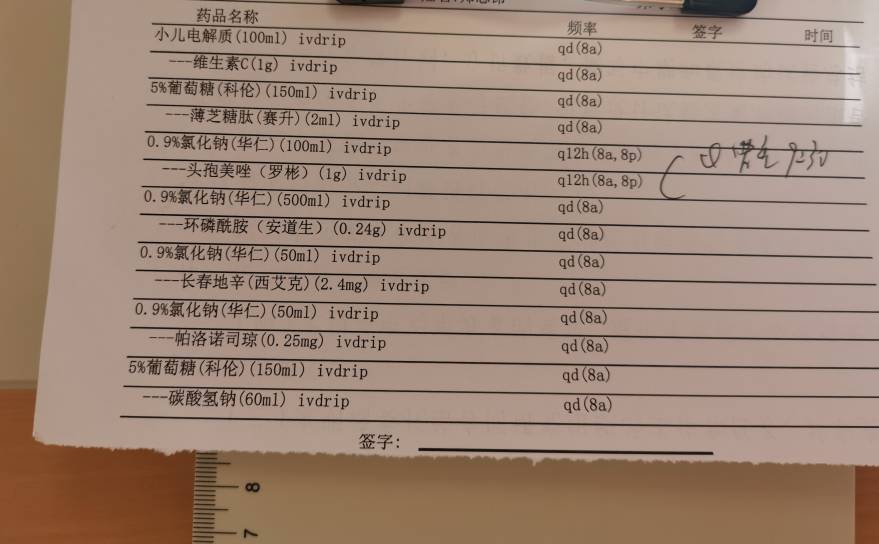 药品名称 频率 签字 时间
小儿电解质(100ml) ivdrip qd(8a)
---维生素C(1g) ivdrip qd(8a)
5%葡萄糖(科伦)(150ml) ivdrip qd(8a)
---薄芝糖肽(赛升)(2ml) ivdrip qd(8a)
0.9%氯化钠(华仁)(100ml) ivdrip q12h(8a,8p)
---头孢美唑（罗彬）(1g) ivdrip q12h(8a,8p)
0.9%氯化钠(华仁)(500ml) ivdrip qd(8a)
---环磷酰胺（安道生）(0.24g) ivdrip qd(8a)
0.9%氯化钠(华仁)(50ml) ivdrip qd(8a)
---长春地辛(西艾克)(2.4mg) ivdrip qd(8a)
0.9%氯化钠(华仁)(50ml) ivdrip qd(8a)
---帕洛诺司琼(0.25mg) ivdrip qd(8a)
5%葡萄糖(科伦)(150ml) ivdrip qd(8a)
---碳酸氢钠(60ml) ivdrip qd(8a)
签字:
8
7